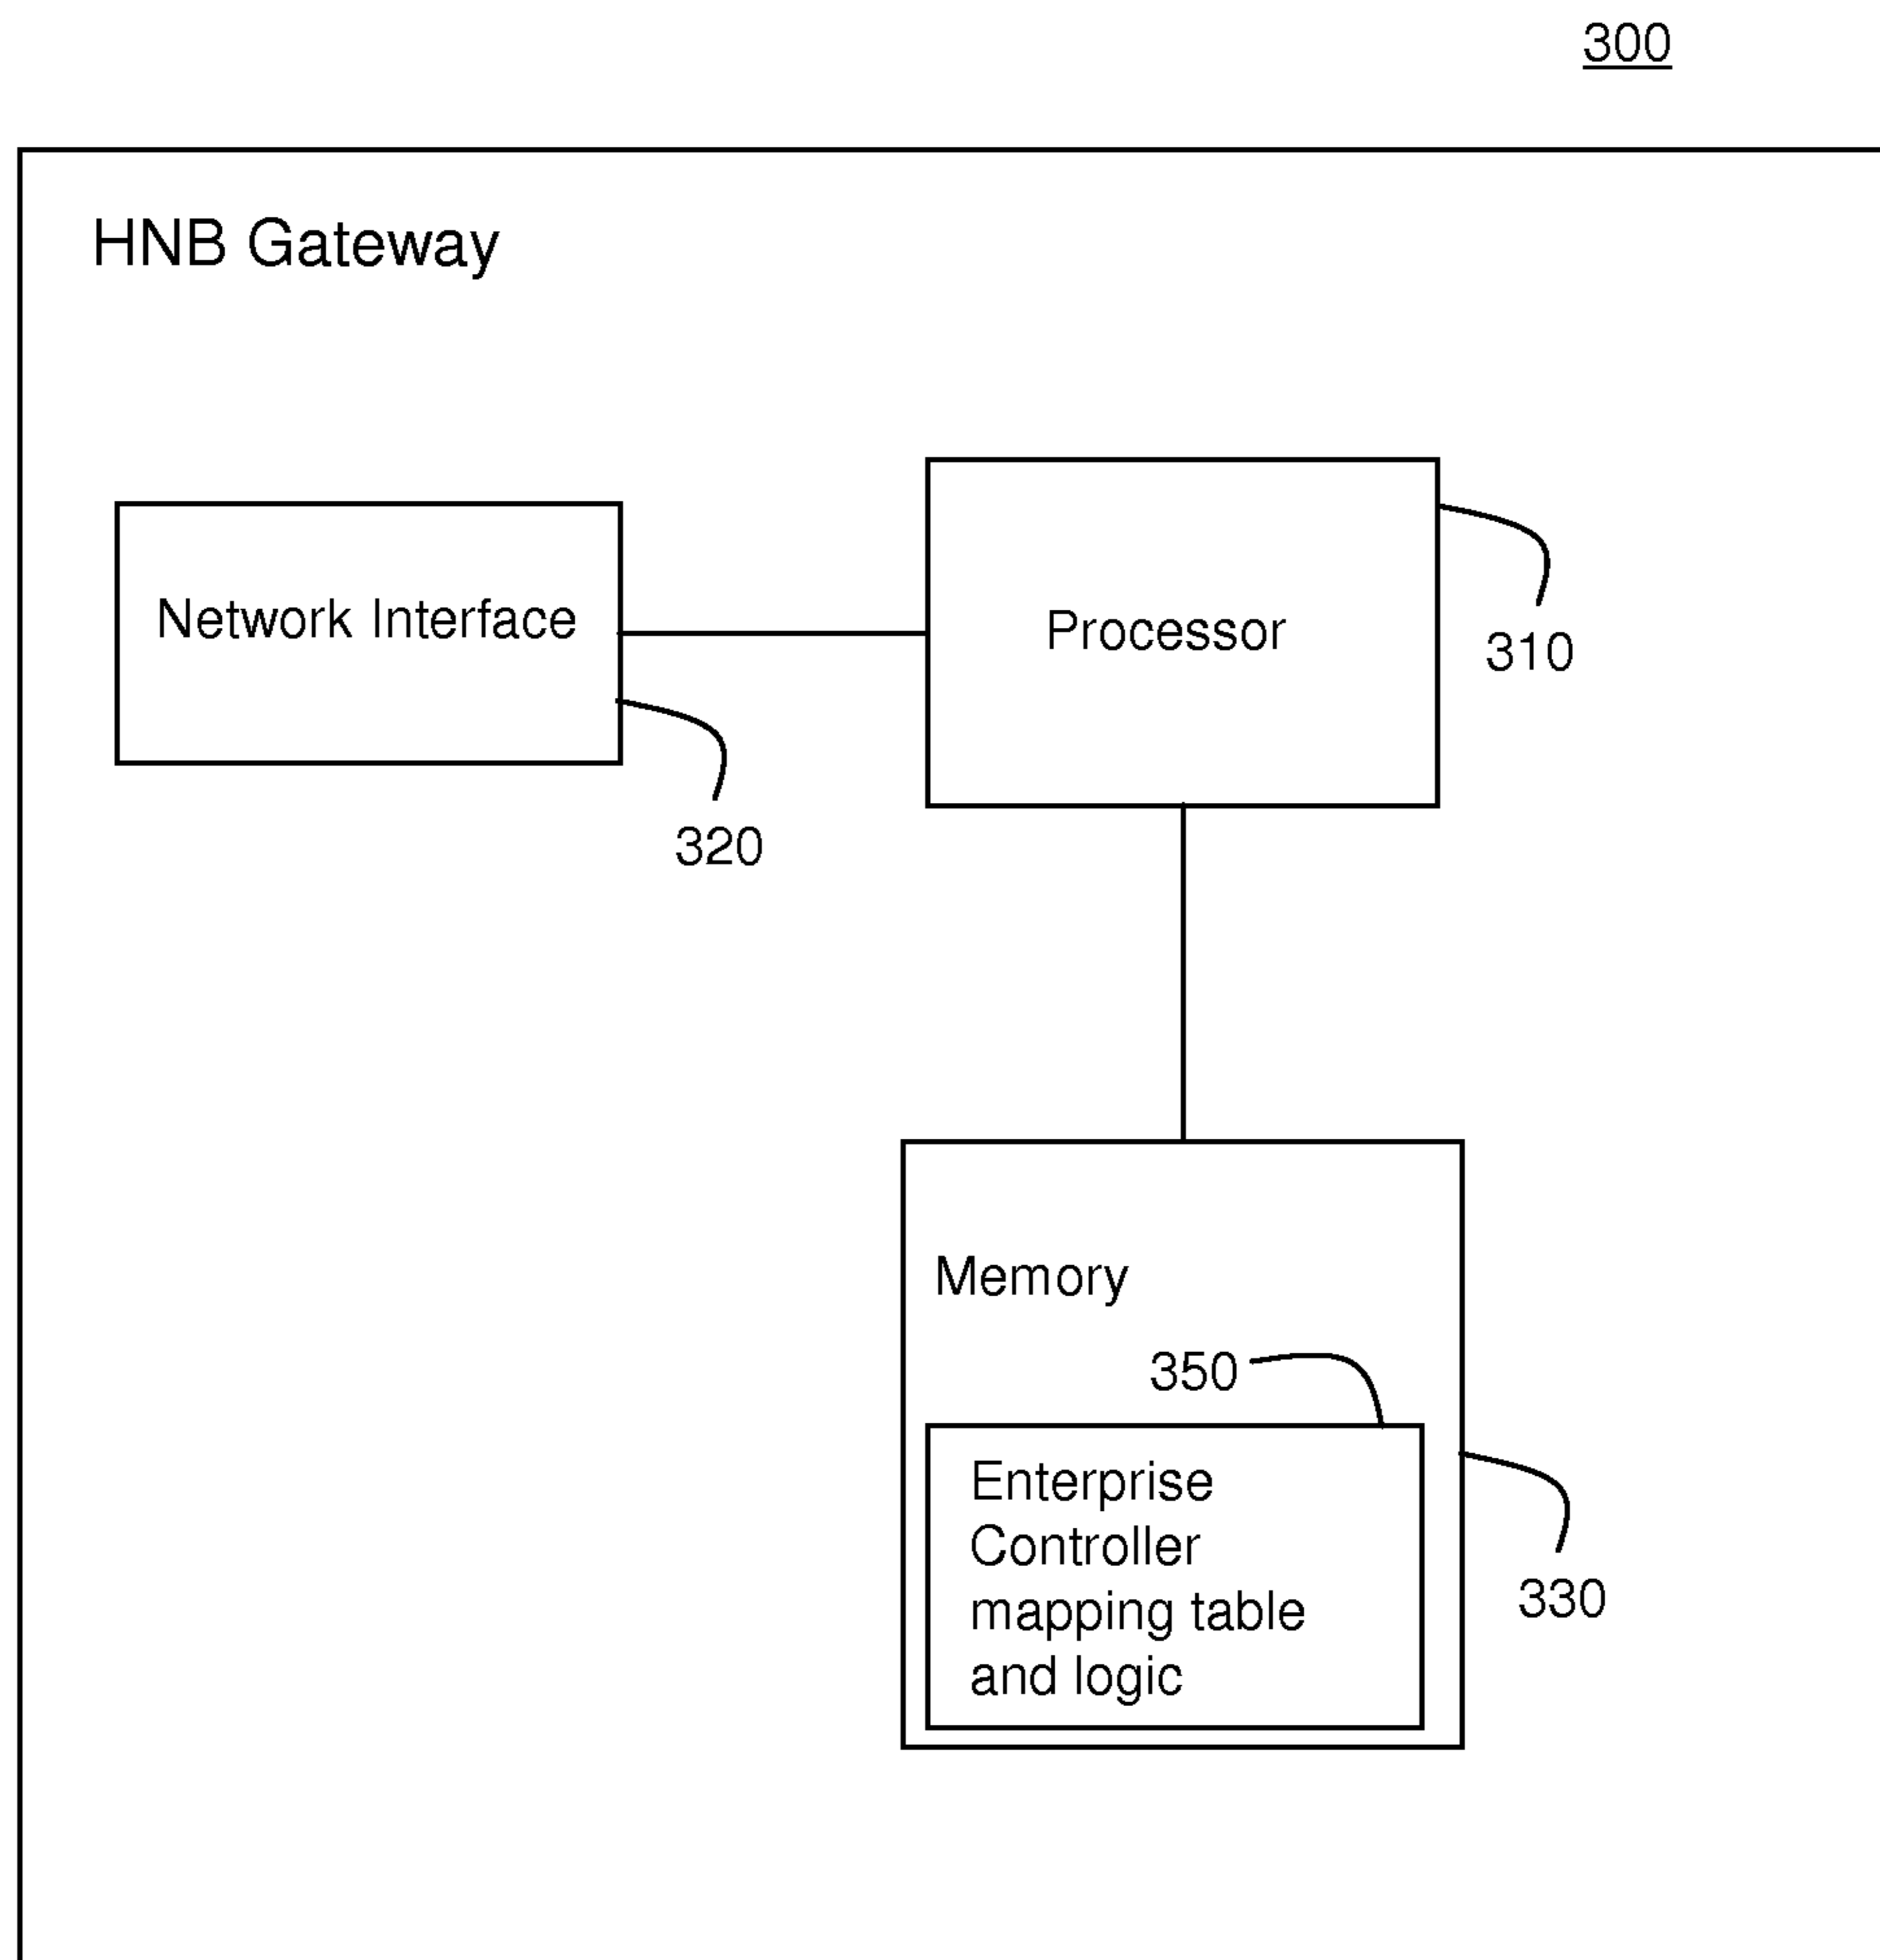 300
HNB Gateway
Network Interface
Processor
310
320
Memory
350
Enterprise
Controller
mapping table
and logic
330